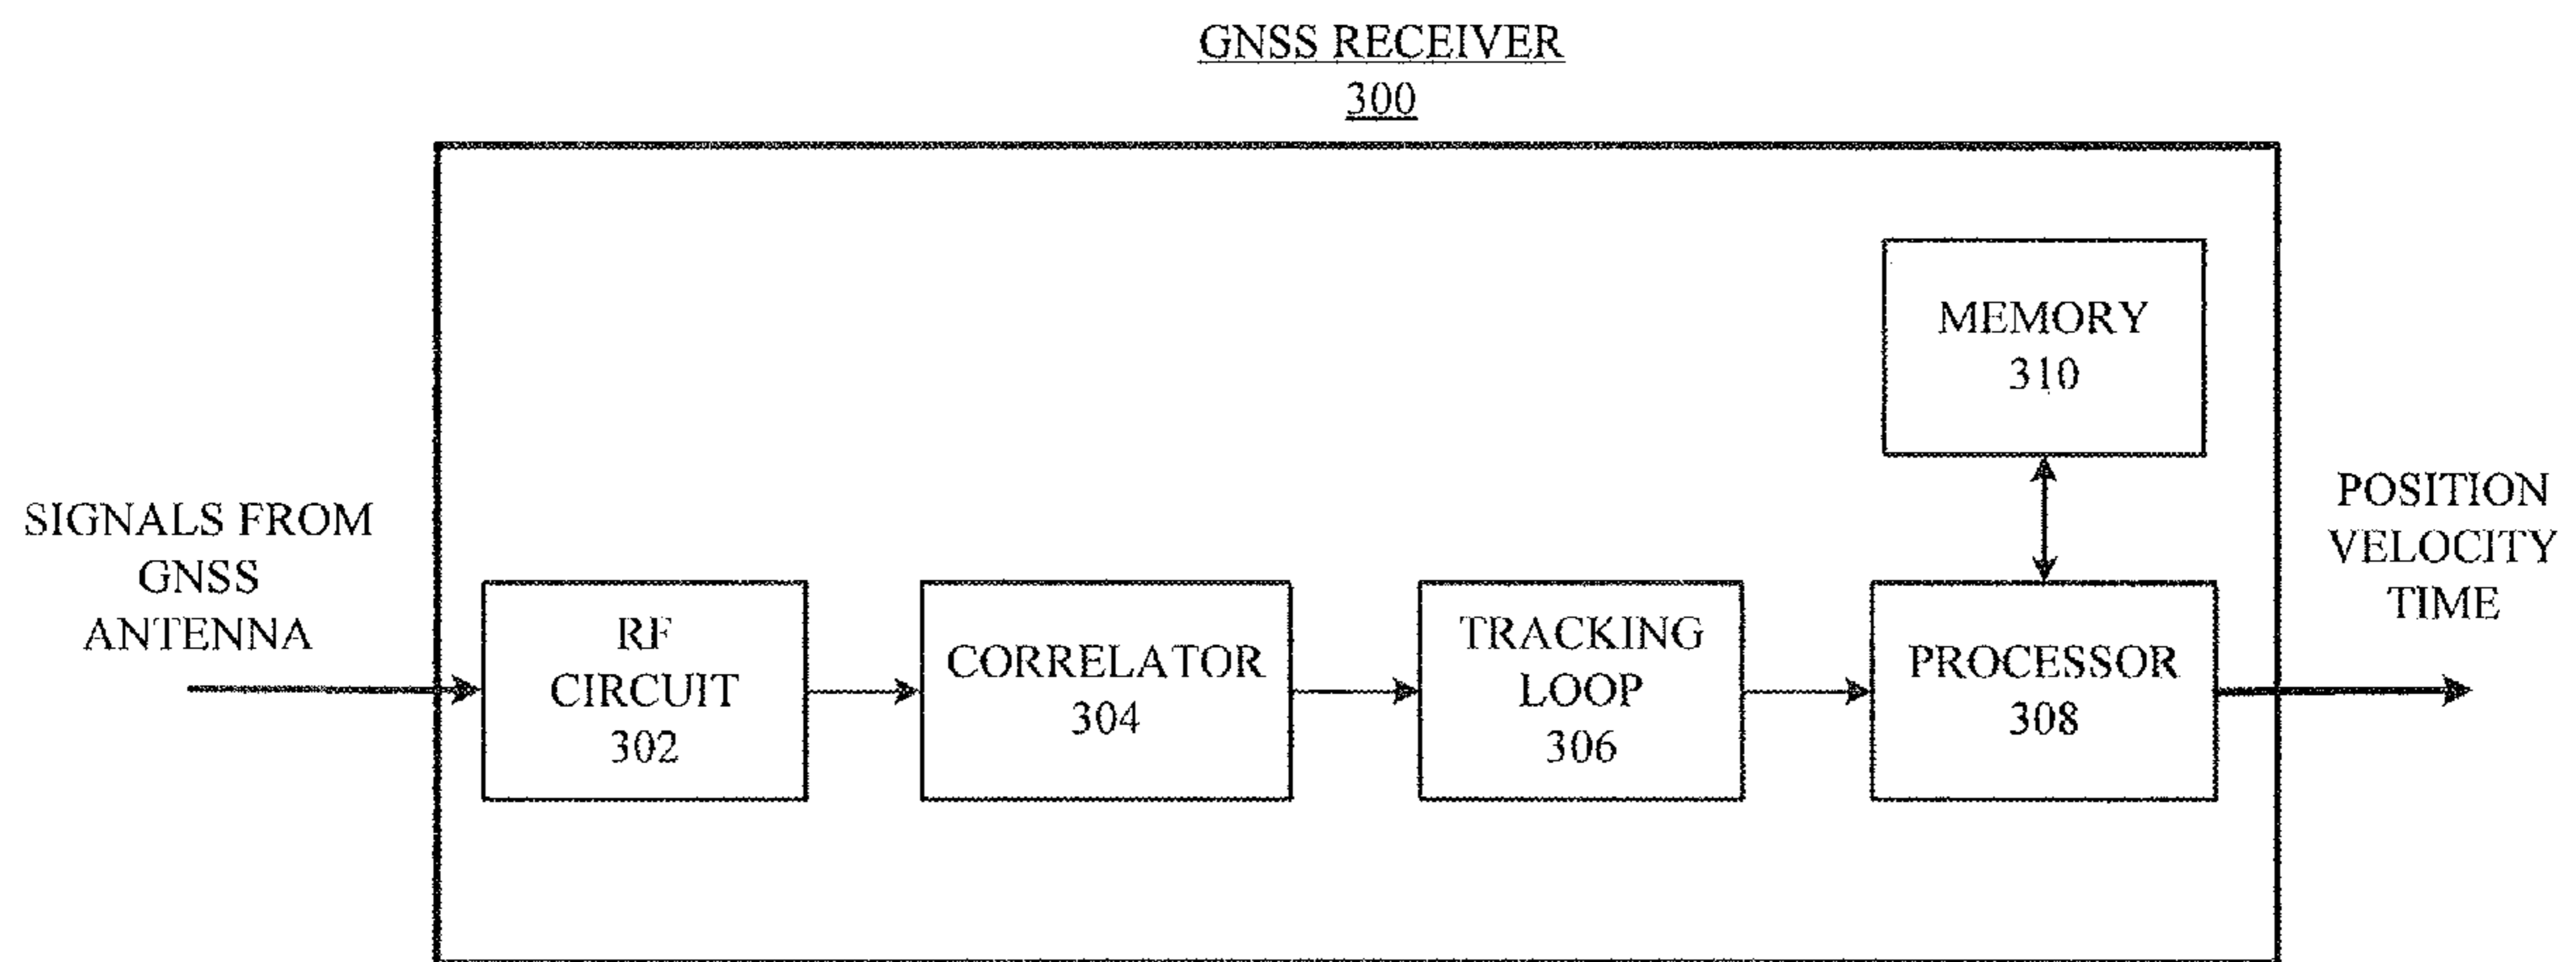 GNSS RECEIVER
300
MEMORY
310
SIGNALS FROM
GNSS
ANTENNA
RF
CIRCUIT
302
CORRELATOR
304
TRACKING
LOOP
306
PROCESSOR
308
POSITION
VELOCITY
TIME